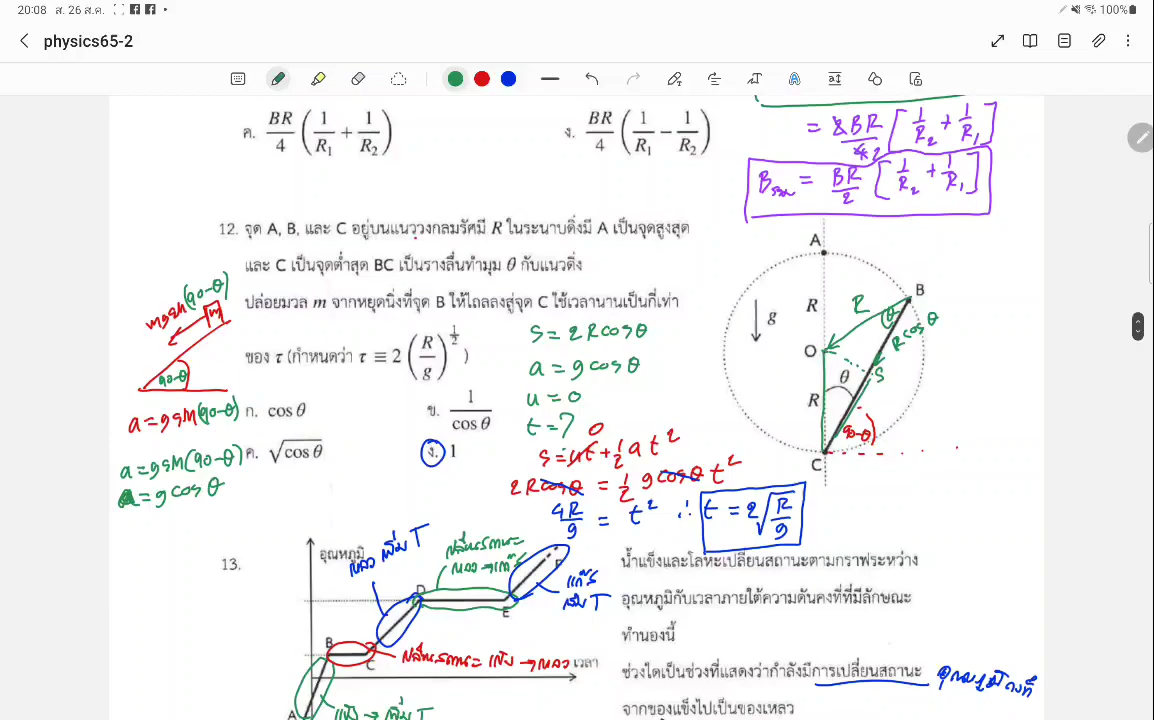 20:08 ส. 26 ส.ค.
100%
physics65-2
ค. BR/4 (1/R₁ + 1/R₂)
ง. BR/4 (1/R₁ − 1/R₂)
= [1/R₂ + 1/R₁]
= BR/2 [1/R₂ + 1/R₁]
12. จุด A, B, และ C อยู่บนแนววงกลมรัศมี R ในระนาบดิ่งมี A เป็นจุดสูงสุด
และ C เป็นจุดต่ำสุด BC เป็นรางลื่นทำมุม θ กับแนวดิ่ง
ปล่อยมวล m จากหยุดนิ่งที่จุด B ให้ไถลลงสู่จุด C ใช้เวลานานเป็นกี่เท่า
ของ τ (กำหนดว่า τ ≡ 2 (R/g)^½ )
ก. cos θ
ข. 1/cos θ
ค. √cos θ
ง. 1
mgsin(90-θ)
m
90-θ
a = gsin(90-θ)
a = gsin(90-θ)
a = g cos θ
s = 2R cos θ
a = g cos θ
u = 0
t = ?
0
s = ut + ½ a t²
2R cos θ = ½ g cos θ t²
4R/g = t² ∴ t = 2√(R/g)
A
B
R
g
R
θ
R cos θ
O
θ
S
R
90-θ
C
13.
อุณหภูมิ
เหลว เพิ่ม T
เปลี่ยนสถานะ
เหลว → แก๊ส
D
E
F
แก๊ส
เพิ่ม T
B
C
เปลี่ยนสถานะ แข็ง → เหลว
เวลา
A
แข็ง → เพิ่ม T
น้ำแข็งและโลหะเปลี่ยนสถานะตามกราฟระหว่าง
อุณหภูมิกับเวลาภายใต้ความดันคงที่ที่มีลักษณะ
ทำนองนี้
ช่วงใดเป็นช่วงที่แสดงว่ากำลังมีการเปลี่ยนสถานะ
อุณหภูมิคงที่
จากของแข็งไปเป็นของเหลว